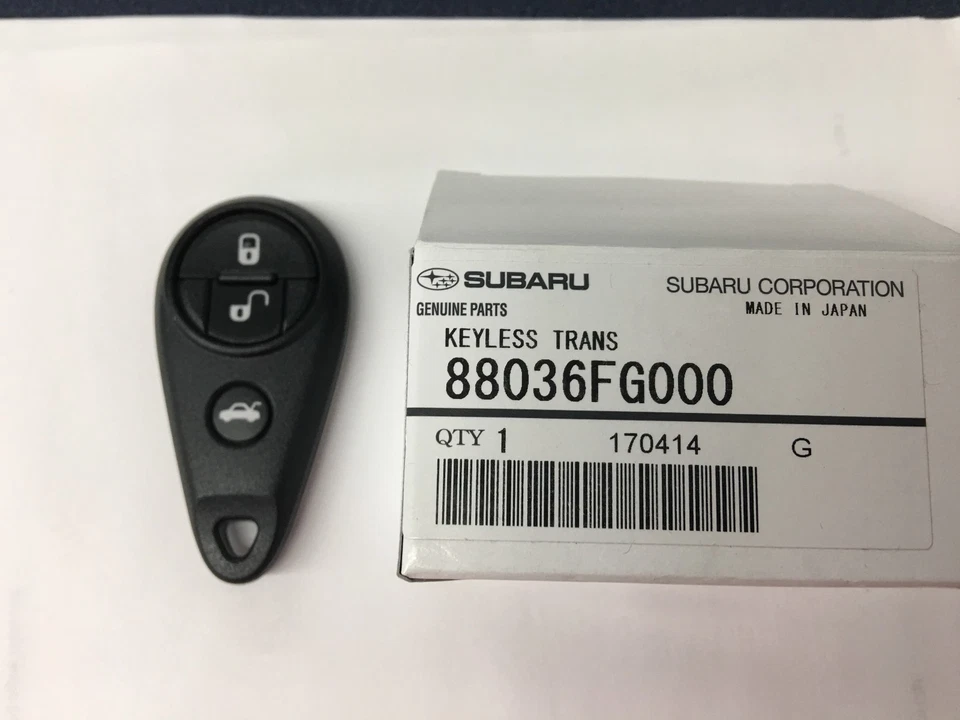 SUBARU SUBARU CORPORATION
GENUINE PARTS MADE IN JAPAN
KEYLESS TRANS
88036FG000
QTY 1 170414 G